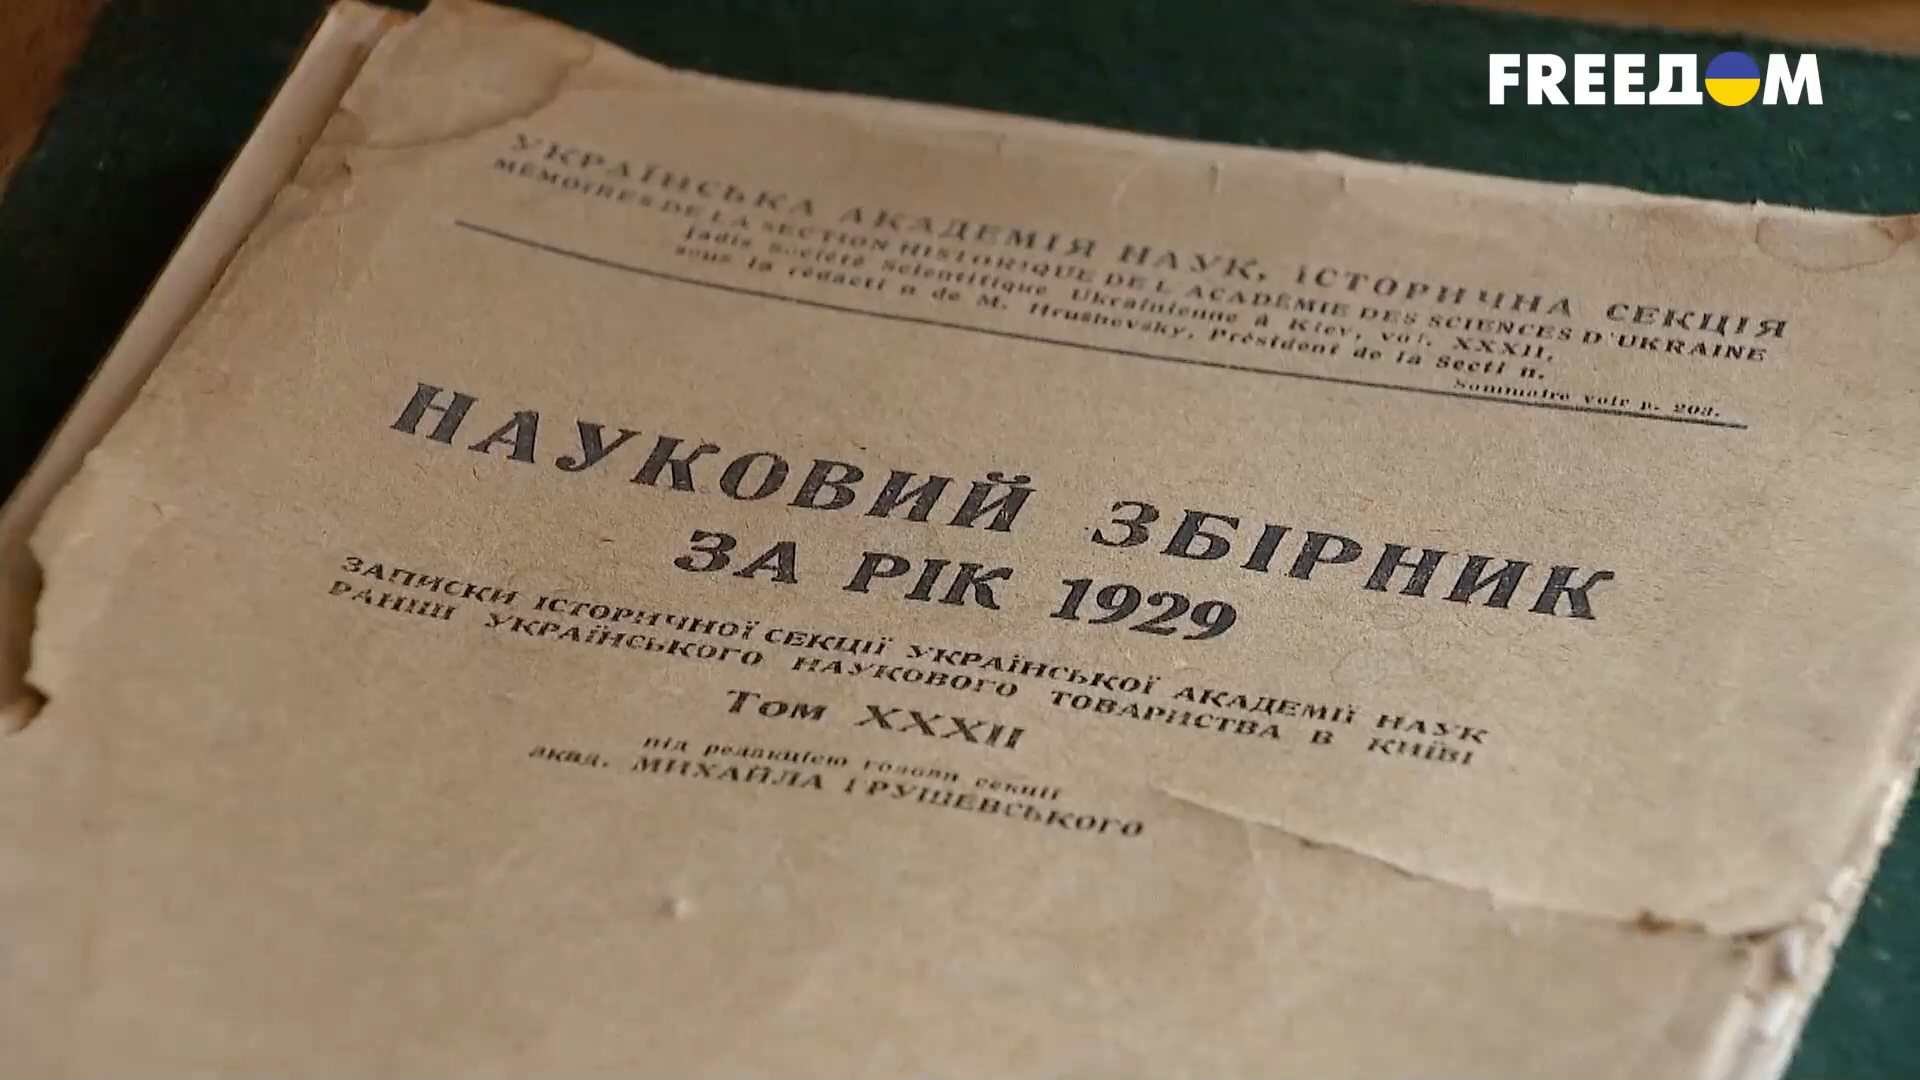 FREEДOM
УКРАЇНСЬКА АКАДЕМІЯ НАУК, ІСТОРИЧНА СЕКЦІЯ
MÉMOIRES DE LA SECTION HISTORIQUE DE L'ACADÉMIE DES SCIENCES D'UKRAINE
jadis Société Scientifique Ukrainienne à Kiev, vol. XXXII,
sous la rédacti n de M. Hrushevsky, Président de la Secti n.
Sommaire voir p. 203.
НАУКОВИЙ ЗБІРНИК
ЗА РІК 1929
ЗАПИСКИ ІСТОРИЧНОЇ СЕКЦІЇ УКРАЇНСЬКОЇ АКАДЕМІЇ НАУК
РАНІШ УКРАЇНСЬКОГО НАУКОВОГО ТОВАРИСТВА В КИЇВІ
Том XXXII
під редакцією голови секції
акад. МИХАЙЛА ГРУШЕВСЬКОГО